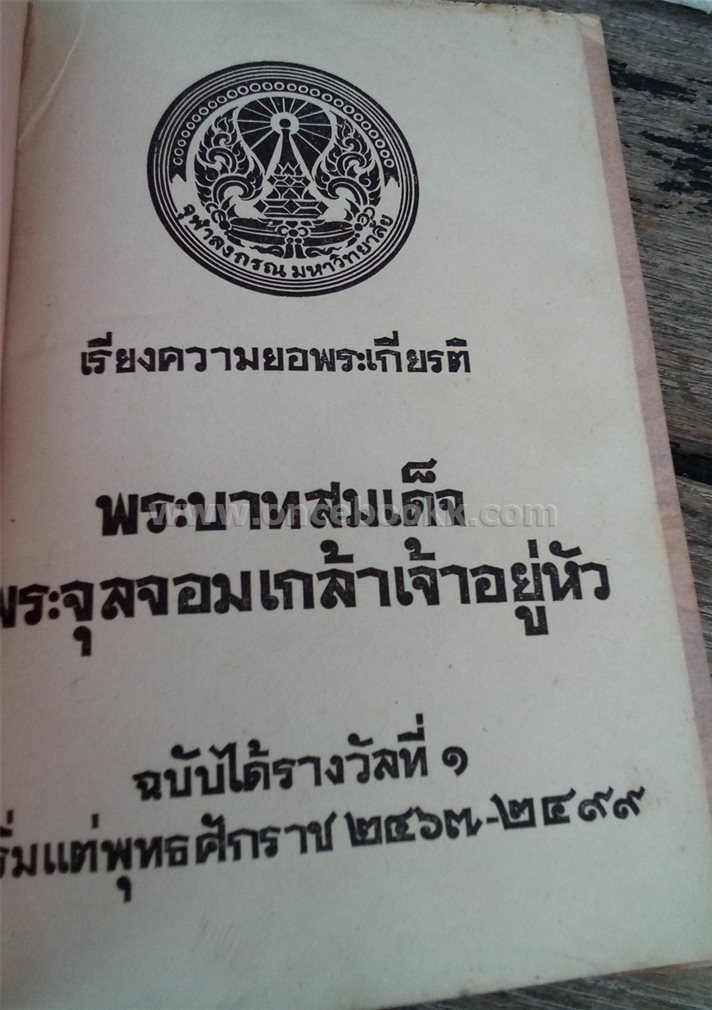 จุฬาลงกรณมหาวิทยาลัย
เรียงความยอพระเกียรติ
พระบาทสมเด็จ
www.oncebookk.com
พระจุลจอมเกล้าเจ้าอยู่หัว
ฉบับได้รางวัลที่ ๑
เริ่มแต่พุทธศักราช ๒๔๖๗-๒๔๙๙